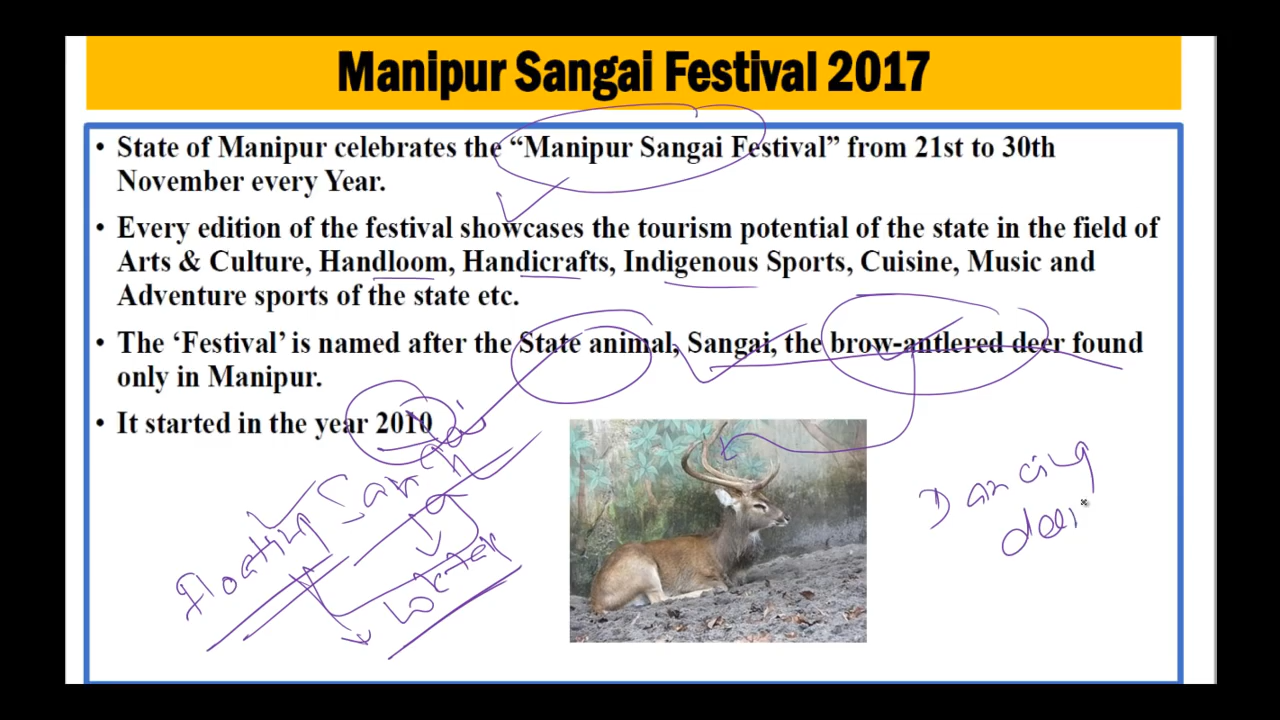 Manipur Sangai Festival 2017
• State of Manipur celebrates the “Manipur Sangai Festival” from 21st to 30th
November every Year.
• Every edition of the festival showcases the tourism potential of the state in the field of
Arts & Culture, Handloom, Handicrafts, Indigenous Sports, Cuisine, Music and
Adventure sports of the state etc.
• The ‘Festival’ is named after the State animal, Sangai, the brow-antlered deer found
only in Manipur.
• It started in the year 2010
floating
water
Dancing